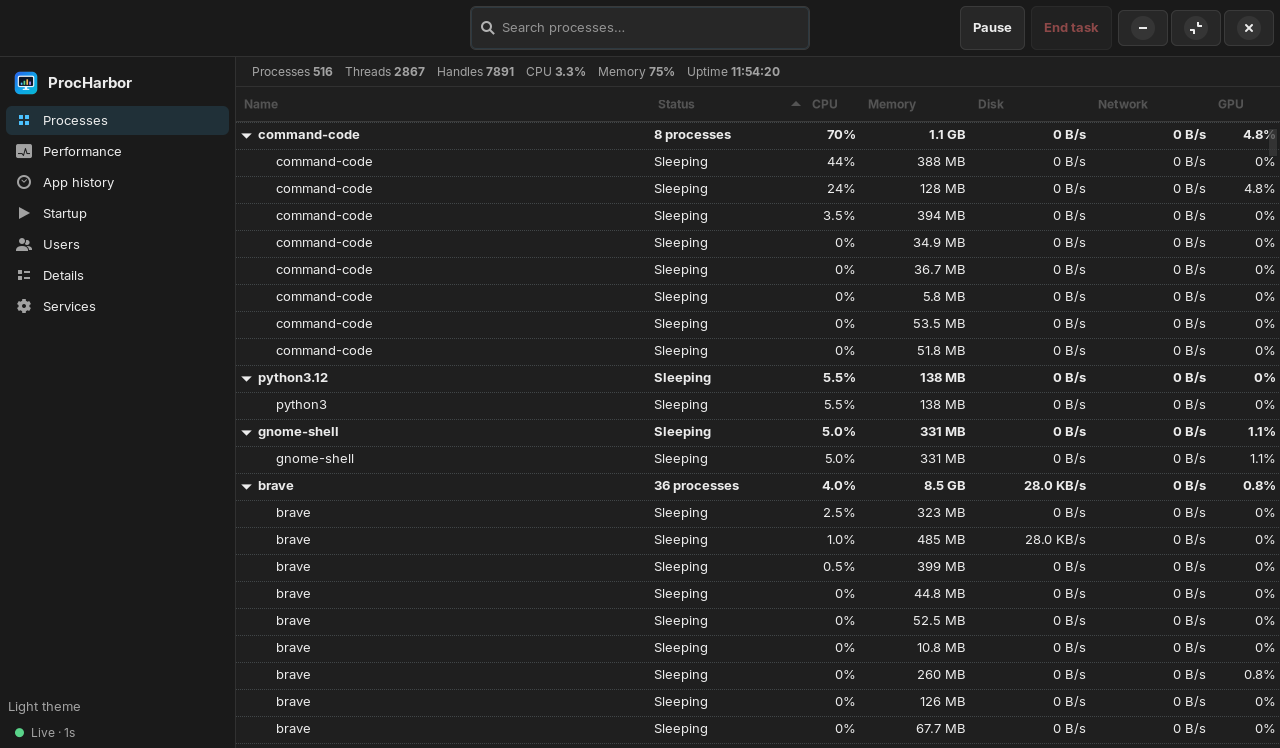 Search processes...
Pause
End task
ProcHarbor
Processes
Performance
App history
Startup
Users
Details
Services
Light theme
Live · 1s
Processes 516 Threads 2867 Handles 7891 CPU 3.3% Memory 75% Uptime 11:54:20
Name Status CPU Memory Disk Network GPU
command-code 8 processes 70% 1.1 GB 0 B/s 0 B/s 4.8%
command-code Sleeping 44% 388 MB 0 B/s 0 B/s 0%
command-code Sleeping 24% 128 MB 0 B/s 0 B/s 4.8%
command-code Sleeping 3.5% 394 MB 0 B/s 0 B/s 0%
command-code Sleeping 0% 34.9 MB 0 B/s 0 B/s 0%
command-code Sleeping 0% 36.7 MB 0 B/s 0 B/s 0%
command-code Sleeping 0% 5.8 MB 0 B/s 0 B/s 0%
command-code Sleeping 0% 53.5 MB 0 B/s 0 B/s 0%
command-code Sleeping 0% 51.8 MB 0 B/s 0 B/s 0%
python3.12 Sleeping 5.5% 138 MB 0 B/s 0 B/s 0%
python3 Sleeping 5.5% 138 MB 0 B/s 0 B/s 0%
gnome-shell Sleeping 5.0% 331 MB 0 B/s 0 B/s 1.1%
gnome-shell Sleeping 5.0% 331 MB 0 B/s 0 B/s 1.1%
brave 36 processes 4.0% 8.5 GB 28.0 KB/s 0 B/s 0.8%
brave Sleeping 2.5% 323 MB 0 B/s 0 B/s 0%
brave Sleeping 1.0% 485 MB 28.0 KB/s 0 B/s 0%
brave Sleeping 0.5% 399 MB 0 B/s 0 B/s 0%
brave Sleeping 0% 44.8 MB 0 B/s 0 B/s 0%
brave Sleeping 0% 52.5 MB 0 B/s 0 B/s 0%
brave Sleeping 0% 10.8 MB 0 B/s 0 B/s 0%
brave Sleeping 0% 260 MB 0 B/s 0 B/s 0.8%
brave Sleeping 0% 126 MB 0 B/s 0 B/s 0%
brave Sleeping 0% 67.7 MB 0 B/s 0 B/s 0%